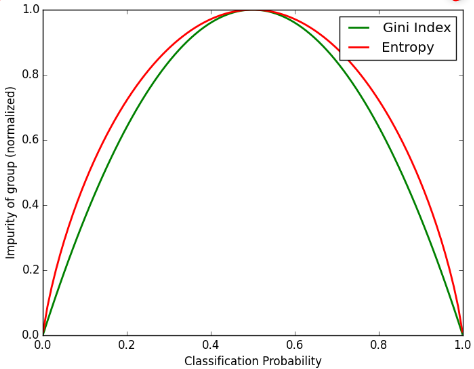 Gini Index
Entropy
Impurity of group (normalized)
1.0
0.8
0.6
0.4
0.2
0.0
0.0 0.2 0.4 0.6 0.8 1.0
Classification Probability